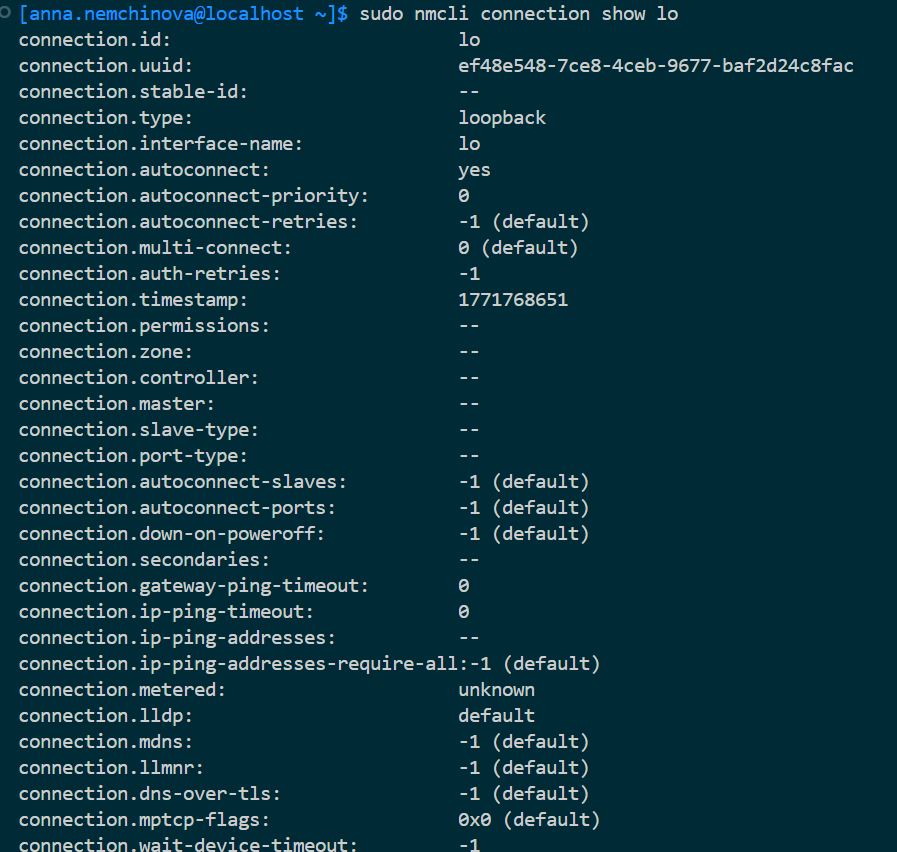 [anna.nemchinova@localhost ~]$ sudo nmcli connection show lo
connection.id: lo
connection.uuid: ef48e548-7ce8-4ceb-9677-baf2d24c8fac
connection.stable-id: --
connection.type: loopback
connection.interface-name: lo
connection.autoconnect: yes
connection.autoconnect-priority: 0
connection.autoconnect-retries: -1 (default)
connection.multi-connect: 0 (default)
connection.auth-retries: -1
connection.timestamp: 1771768651
connection.permissions: --
connection.zone: --
connection.controller: --
connection.master: --
connection.slave-type: --
connection.port-type: --
connection.autoconnect-slaves: -1 (default)
connection.autoconnect-ports: -1 (default)
connection.down-on-poweroff: -1 (default)
connection.secondaries: --
connection.gateway-ping-timeout: 0
connection.ip-ping-timeout: 0
connection.ip-ping-addresses: --
connection.ip-ping-addresses-require-all:-1 (default)
connection.metered: unknown
connection.lldp: default
connection.mdns: -1 (default)
connection.llmnr: -1 (default)
connection.dns-over-tls: -1 (default)
connection.mptcp-flags: 0x0 (default)
connection.wait-device-timeout: -1